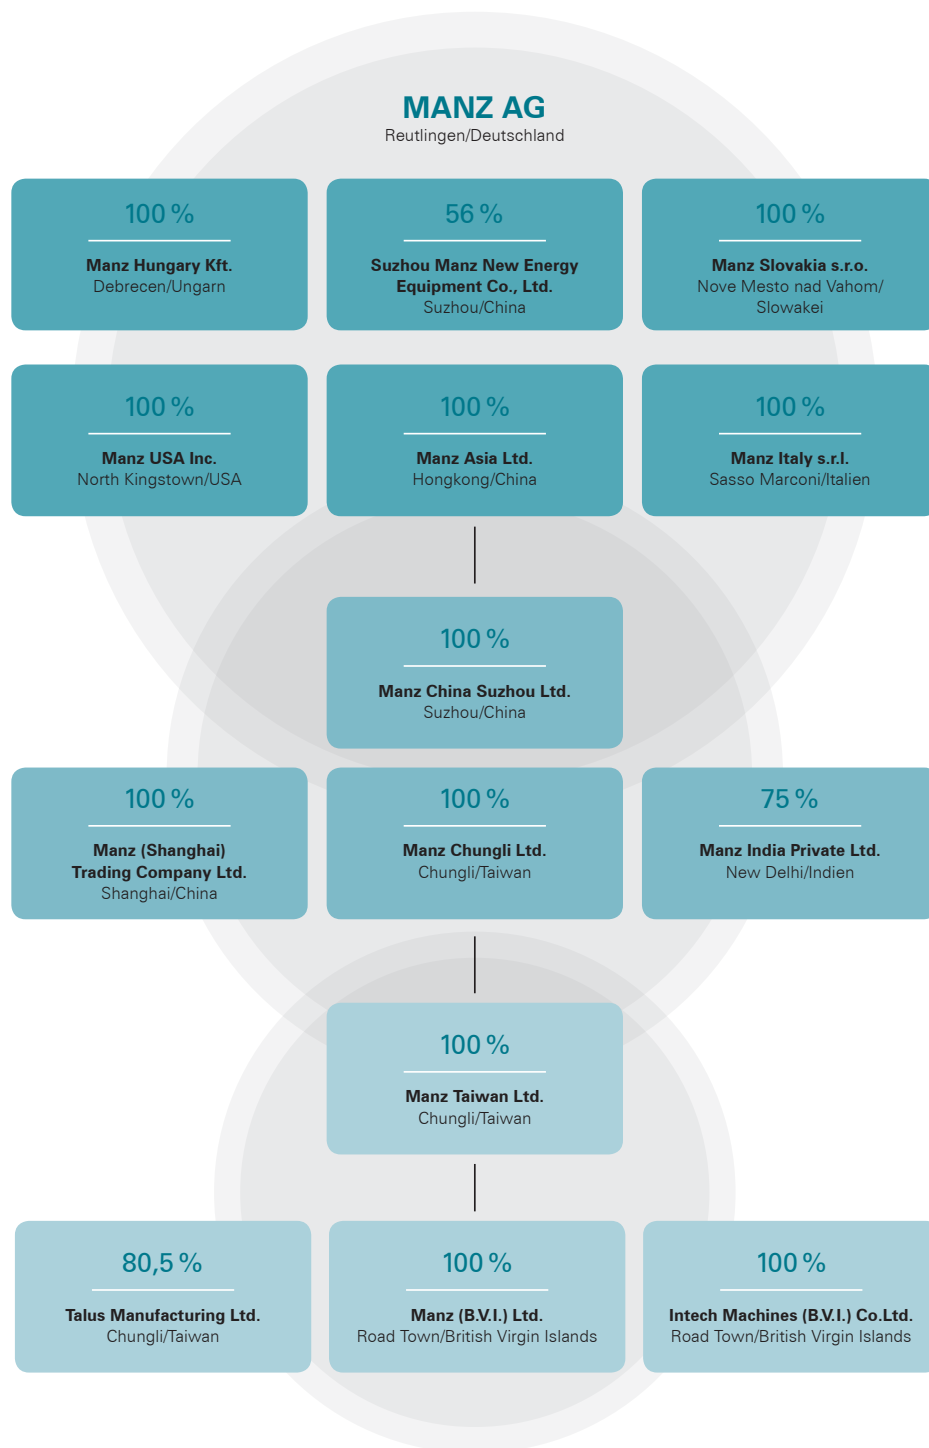 MANZ AG
Reutlingen/Deutschland
100 %
Manz Hungary Kft.
Debrecen/Ungarn
56 %
Suzhou Manz New Energy
Equipment Co., Ltd.
Suzhou/China
100 %
Manz Slovakia s.r.o.
Nove Mesto nad Vahom/
Slowakei
100 %
Manz USA Inc.
North Kingstown/USA
100 %
Manz Asia Ltd.
Hongkong/China
100 %
Manz Italy s.r.l.
Sasso Marconi/Italien
100 %
Manz China Suzhou Ltd.
Suzhou/China
100 %
Manz (Shanghai)
Trading Company Ltd.
Shanghai/China
100 %
Manz Chungli Ltd.
Chungli/Taiwan
75 %
Manz India Private Ltd.
New Delhi/Indien
100 %
Manz Taiwan Ltd.
Chungli/Taiwan
80,5 %
Talus Manufacturing Ltd.
Chungli/Taiwan
100 %
Manz (B.V.I.) Ltd.
Road Town/British Virgin Islands
100 %
Intech Machines (B.V.I.) Co.Ltd.
Road Town/British Virgin Islands